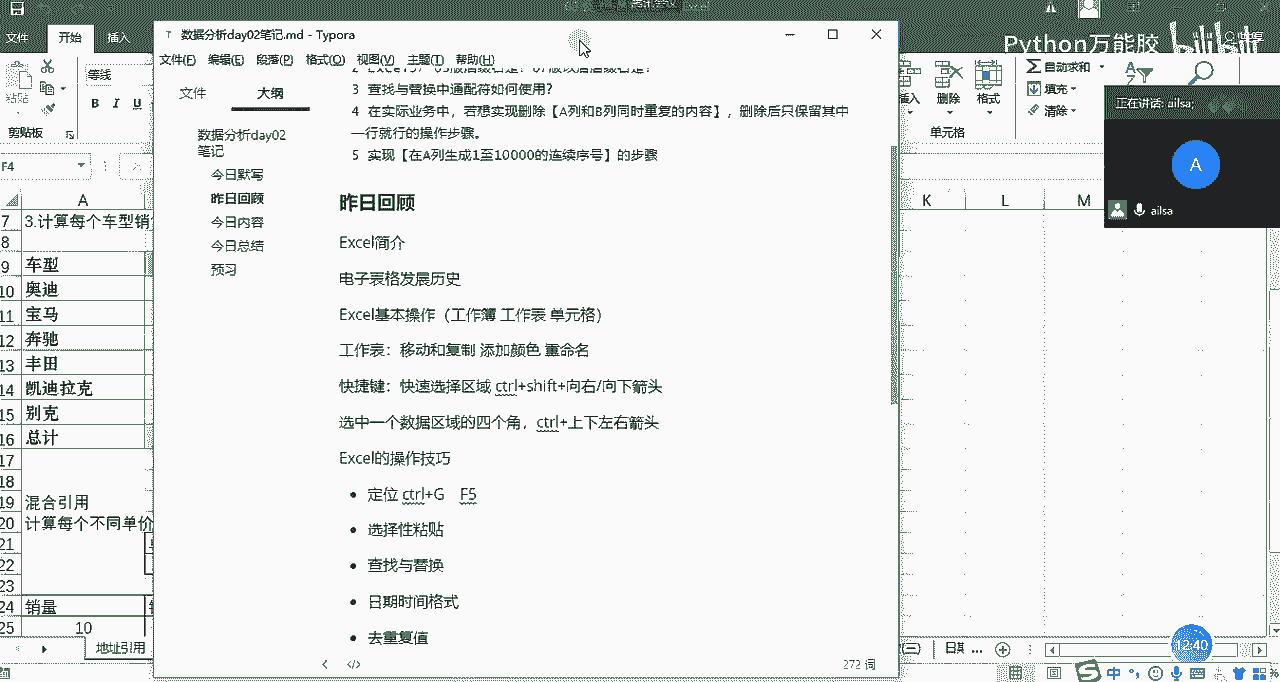 数据分析day02笔记.md - Typora
文件 开始 插入
Python万能胶 bilibili
文件(F) 编辑(E) 段落(P) 格式(O) 视图(V) 主题(T) 帮助(H)
等线
自动求和
填充
清除
插入 删除 格式
单元格
粘贴
剪贴板
B I U
正在讲话: ailsa;
A
ailsa
文件 大纲
数据分析day02
笔记
今日默写
昨日回顾
今日内容
今日总结
预习
3 查找与替换中通配符如何使用?
4 在实际业务中，若想实现删除【A列和B列同时重复的内容】，删除后只保留其中
一行就行的操作步骤。
5 实现【在A列生成1至10000的连续序号】的步骤
昨日回顾
Excel简介
电子表格发展历史
Excel基本操作（工作簿 工作表 单元格）
工作表：移动和复制 添加颜色 重命名
快捷键：快速选择区域 ctrl+shift+向右/向下箭头
选中一个数据区域的四个角，ctrl+上下左右箭头
Excel的操作技巧
定位 ctrl+G F5
选择性粘贴
查找与替换
日期时间格式
去重复值
272 词
F4
A K L M
7 3.计算每个车型销
8
9 车型
10 奥迪
11 宝马
12 奔驰
13 丰田
14 凯迪拉克
15 别克
16 总计
17
18
19 混合引用
20 计算每个不同单价
21
22
23
24 销量
25 10
地址引用
日期 ...
12:40
中